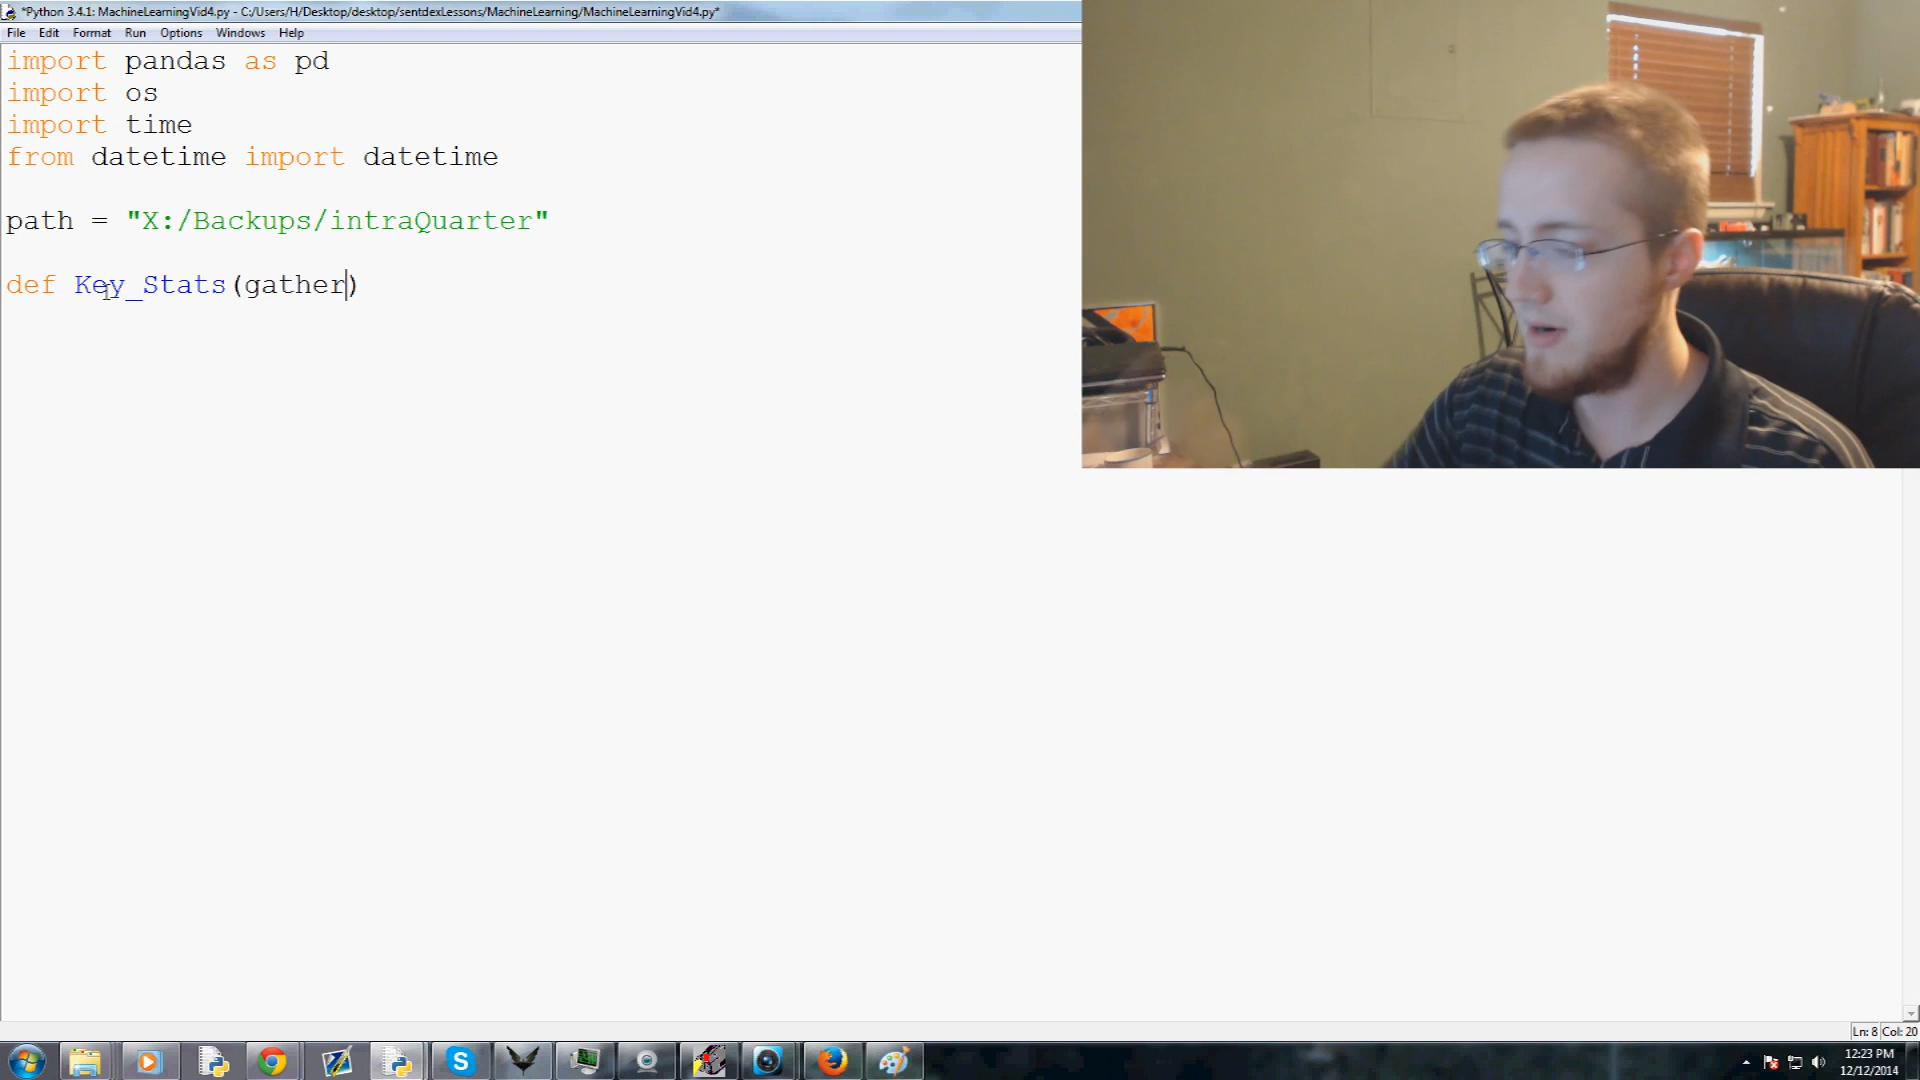 *Python 3.4.1: MachineLearningVid4.py - C:/Users/H/Desktop/desktop/sentdexLessons/MachineLearning/MachineLearningVid4.py*
File Edit Format Run Options Windows Help
import pandas as pd
import os
import time
from datetime import datetime
path = "X:/Backups/intraQuarter"
def Key_Stats(gather)
Ln: 8 Col: 20
12:23 PM
12/12/2014